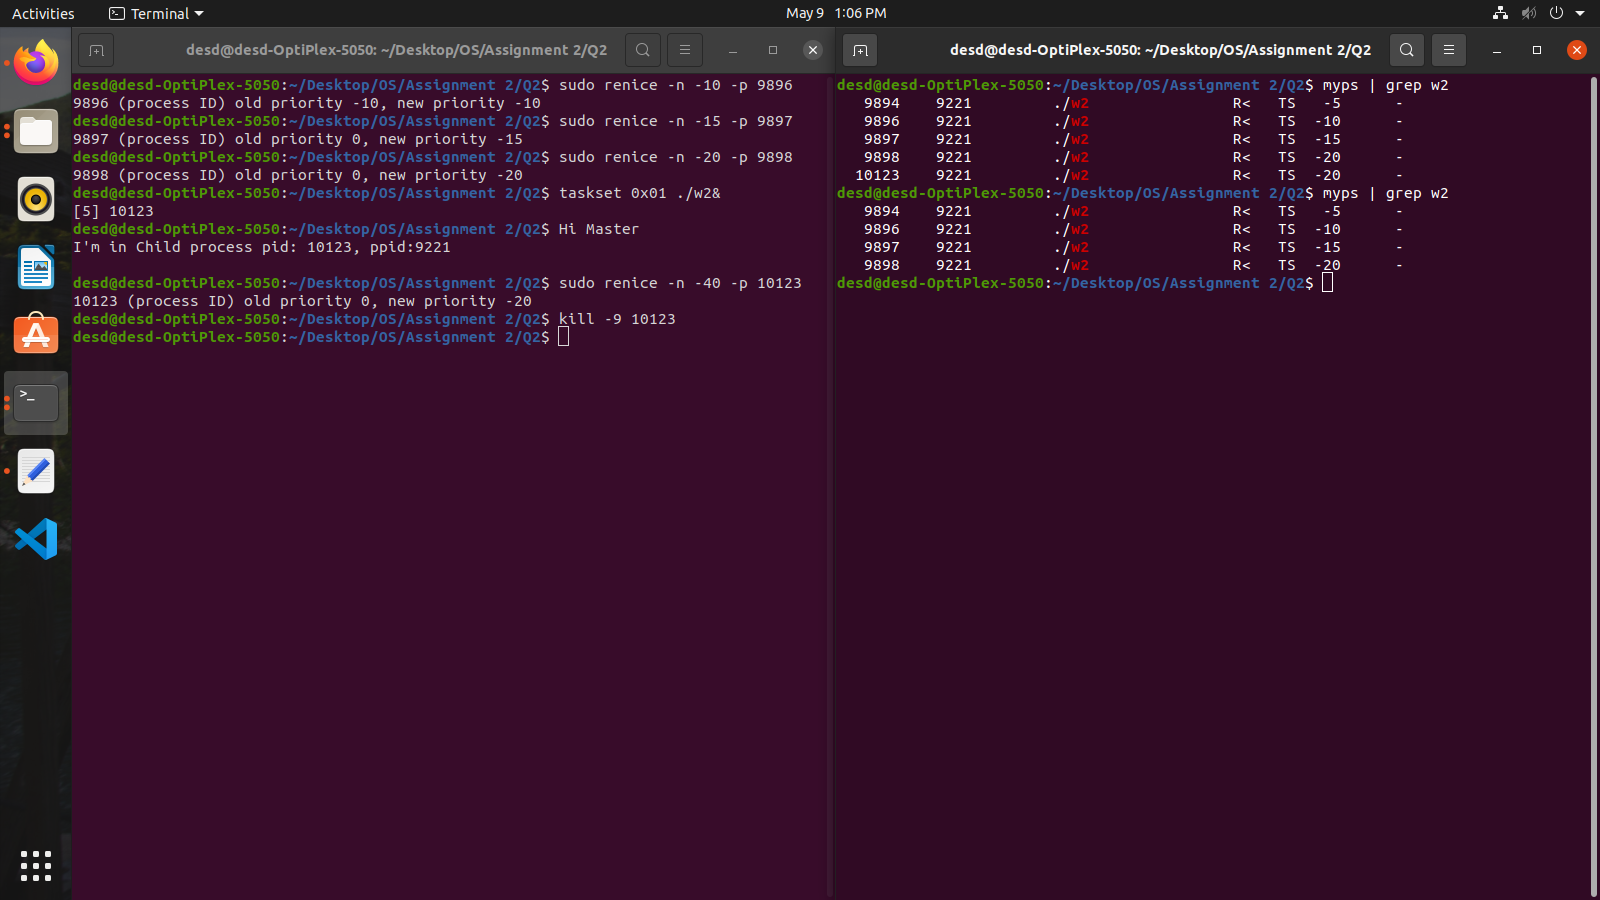 Activities Terminal May 9 1:06 PM
desd@desd-OptiPlex-5050: ~/Desktop/OS/Assignment 2/Q2
desd@desd-OptiPlex-5050:~/Desktop/OS/Assignment 2/Q2$ sudo renice -n -10 -p 9896
9896 (process ID) old priority -10, new priority -10
desd@desd-OptiPlex-5050:~/Desktop/OS/Assignment 2/Q2$ sudo renice -n -15 -p 9897
9897 (process ID) old priority 0, new priority -15
desd@desd-OptiPlex-5050:~/Desktop/OS/Assignment 2/Q2$ sudo renice -n -20 -p 9898
9898 (process ID) old priority 0, new priority -20
desd@desd-OptiPlex-5050:~/Desktop/OS/Assignment 2/Q2$ taskset 0x01 ./w2&
[5] 10123
desd@desd-OptiPlex-5050:~/Desktop/OS/Assignment 2/Q2$ Hi Master
I'm in Child process pid: 10123, ppid:9221
desd@desd-OptiPlex-5050:~/Desktop/OS/Assignment 2/Q2$ sudo renice -n -40 -p 10123
10123 (process ID) old priority 0, new priority -20
desd@desd-OptiPlex-5050:~/Desktop/OS/Assignment 2/Q2$ kill -9 10123
desd@desd-OptiPlex-5050:~/Desktop/OS/Assignment 2/Q2$
desd@desd-OptiPlex-5050: ~/Desktop/OS/Assignment 2/Q2
desd@desd-OptiPlex-5050:~/Desktop/OS/Assignment 2/Q2$ myps | grep w2
9894 9221 ./w2 R< TS -5 -
9896 9221 ./w2 R< TS -10 -
9897 9221 ./w2 R< TS -15 -
9898 9221 ./w2 R< TS -20 -
10123 9221 ./w2 R< TS -20 -
desd@desd-OptiPlex-5050:~/Desktop/OS/Assignment 2/Q2$ myps | grep w2
9894 9221 ./w2 R< TS -5 -
9896 9221 ./w2 R< TS -10 -
9897 9221 ./w2 R< TS -15 -
9898 9221 ./w2 R< TS -20 -
desd@desd-OptiPlex-5050:~/Desktop/OS/Assignment 2/Q2$